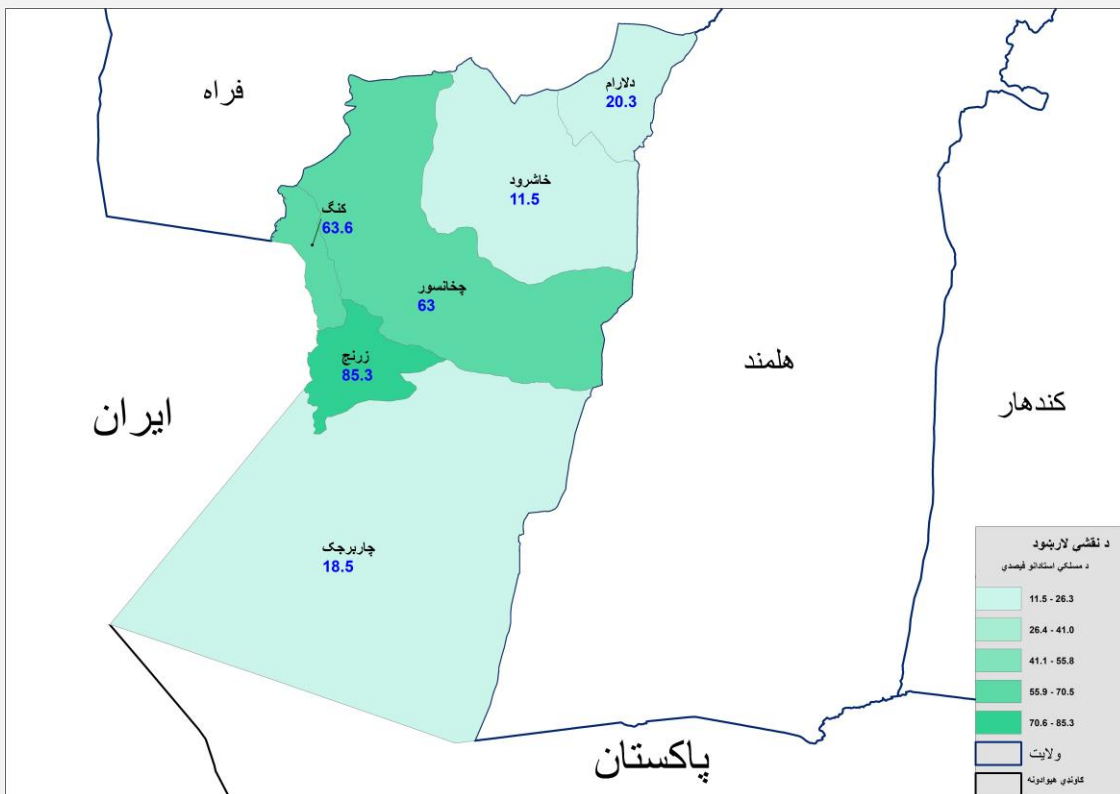 فراه
دلارام
20.3
خاشرود
11.5
کنگ
63.6
چخانسور
63
زرنج
85.3
هلمند
کندهار
ایران
چاربرجک
18.5
پاکستان
د نقشي لارښود
د مسلکي استادانو فیصدي
11.5 - 26.3
26.4 - 41.0
41.1 - 55.8
55.9 - 70.5
70.6 - 85.3
ولایت
گاونډي هیوادونه